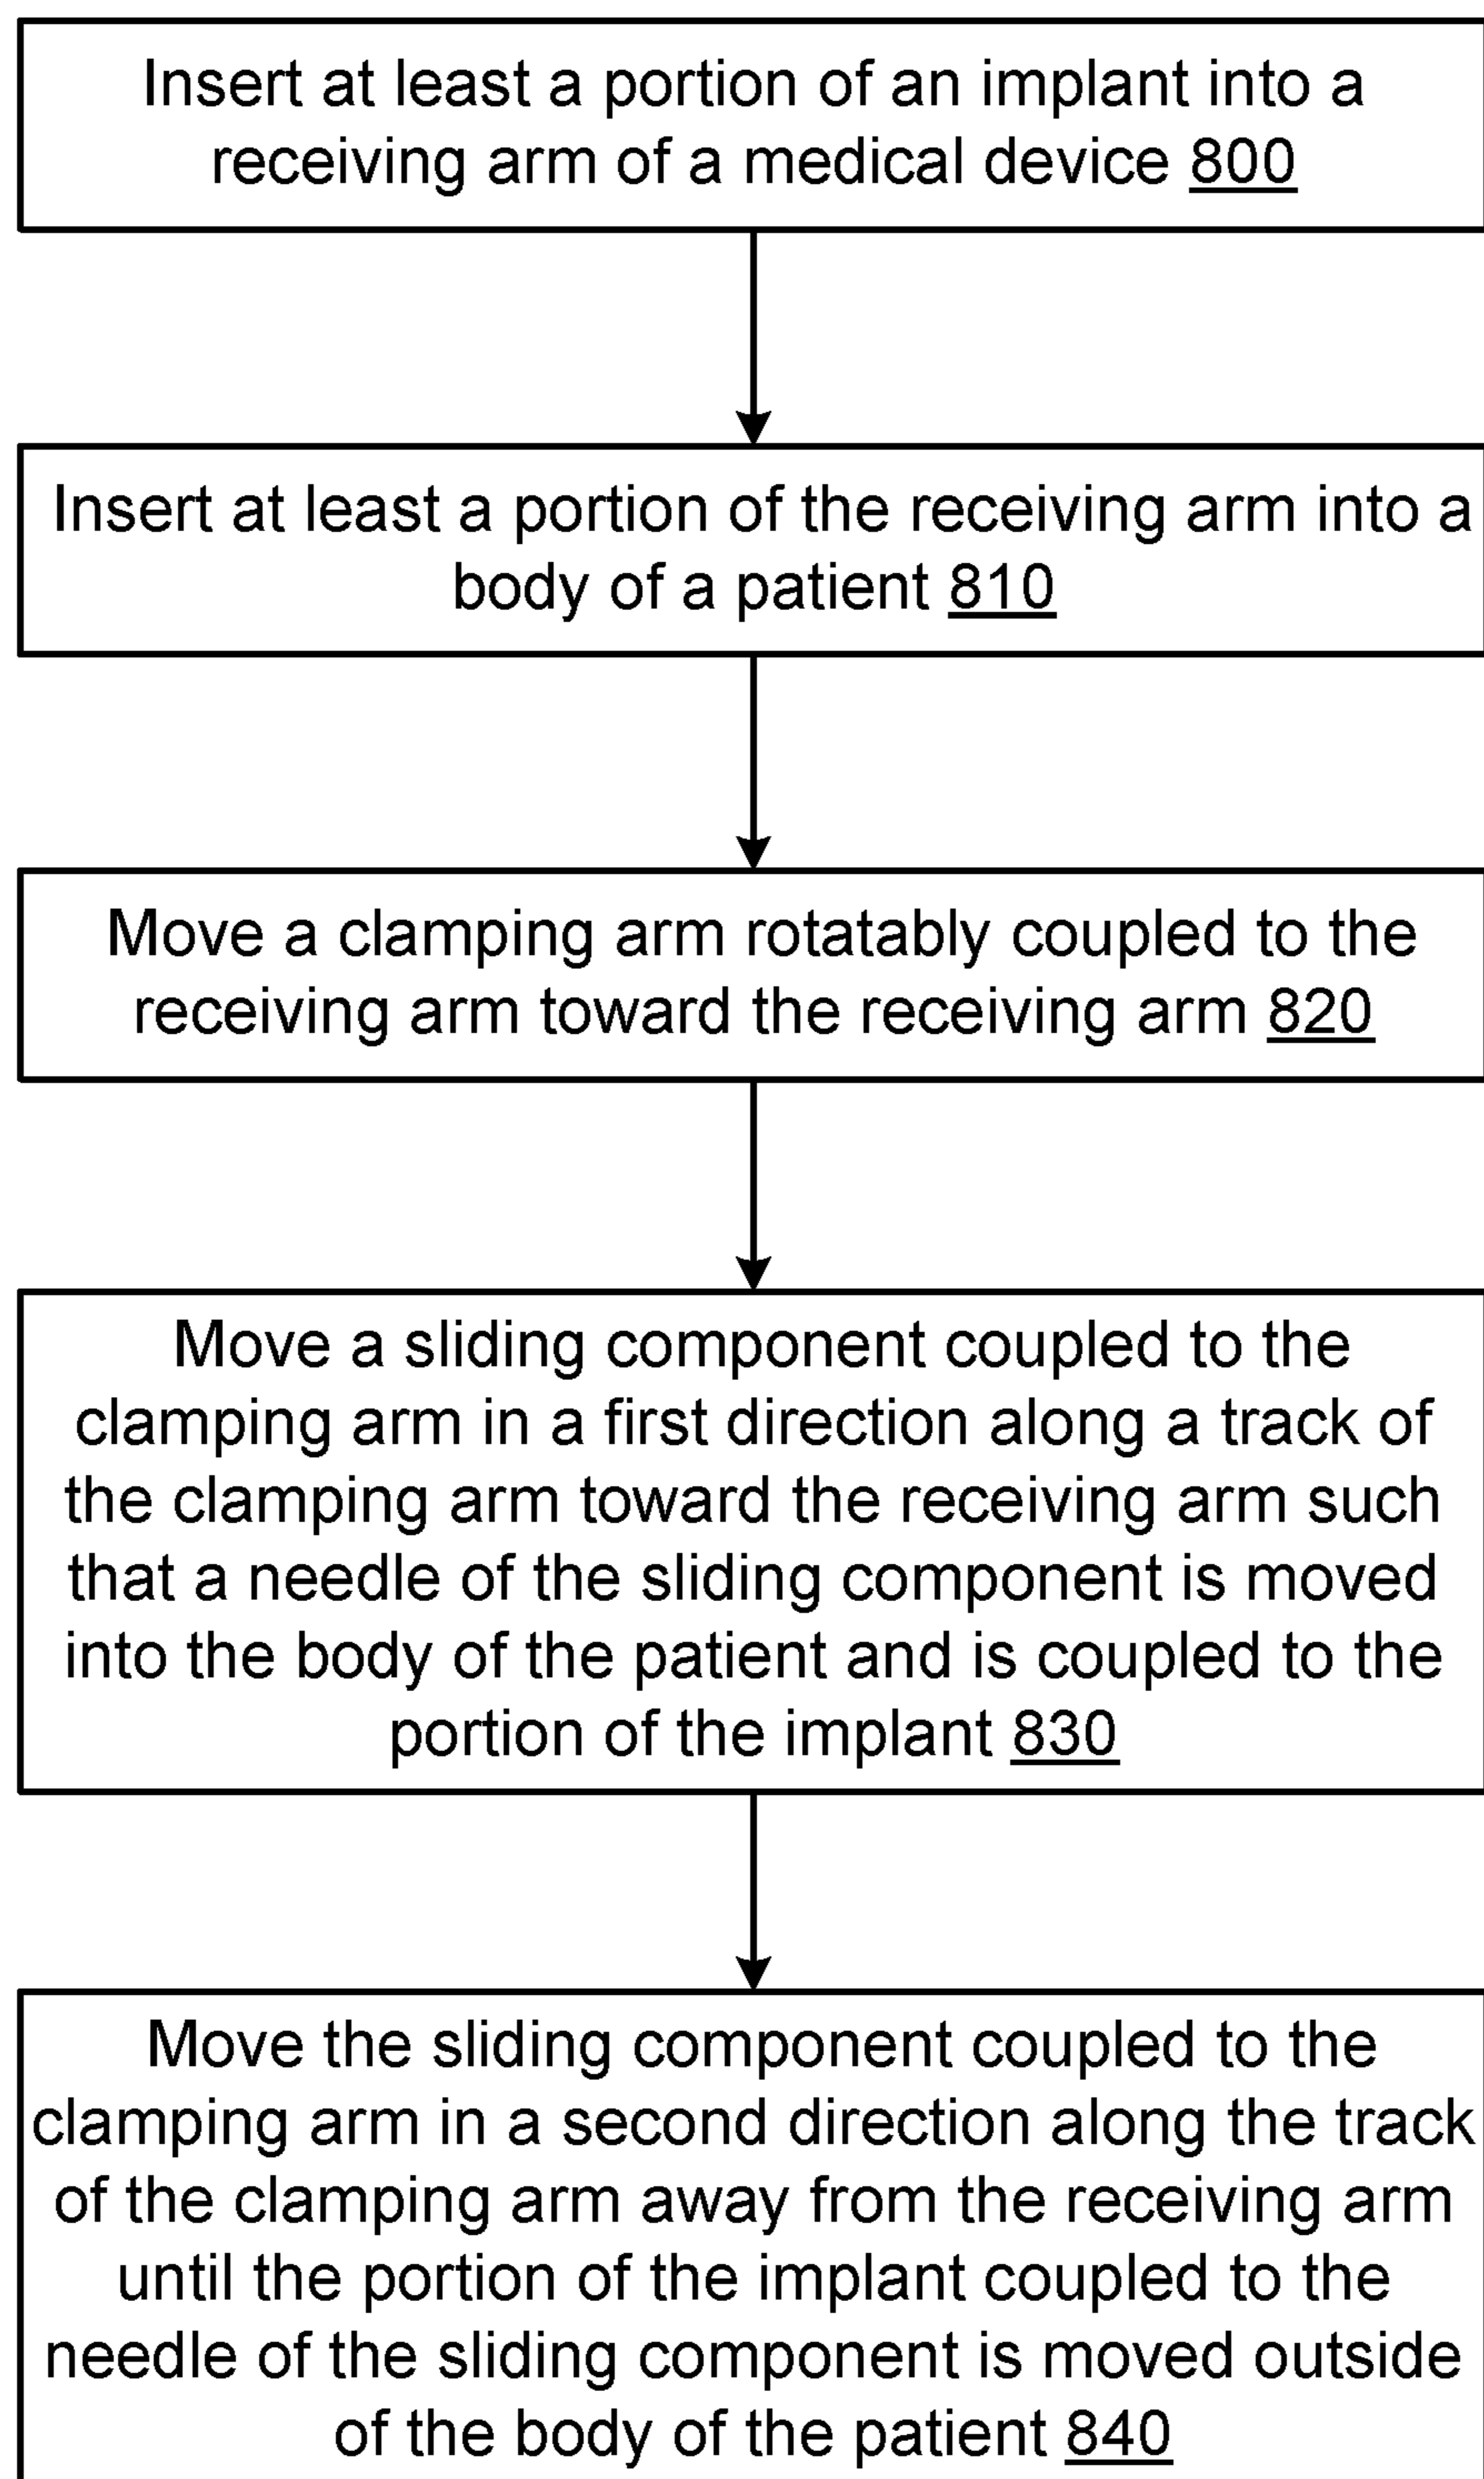 Insert at least a portion of an implant into a
receiving arm of a medical device 800
Insert at least a portion of the receiving arm into a
body of a patient 810
Move a clamping arm rotatably coupled to the
receiving arm toward the receiving arm 820
Move a sliding component coupled to the
clamping arm in a first direction along a track of
the clamping arm toward the receiving arm such
that a needle of the sliding component is moved
into the body of the patient and is coupled to the
portion of the implant 830
Move the sliding component coupled to the
clamping arm in a second direction along the track
of the clamping arm away from the receiving arm
until the portion of the implant coupled to the
needle of the sliding component is moved outside
of the body of the patient 840